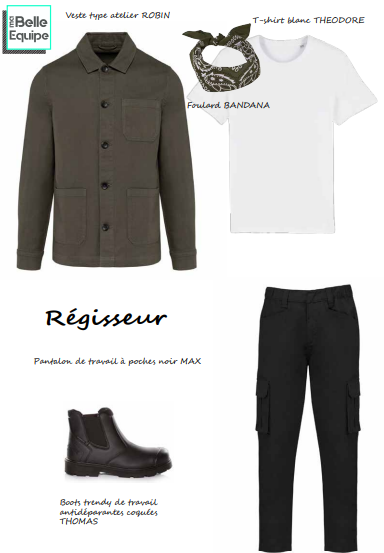 ma
Belle
Equipe
Veste type atelier ROBIN
T-shirt blanc THEODORE
Foulard BANDANA
Régisseur
Pantalon de travail à poches noir MAX
Boots trendy de travail
antidéparantes coquées
THOMAS